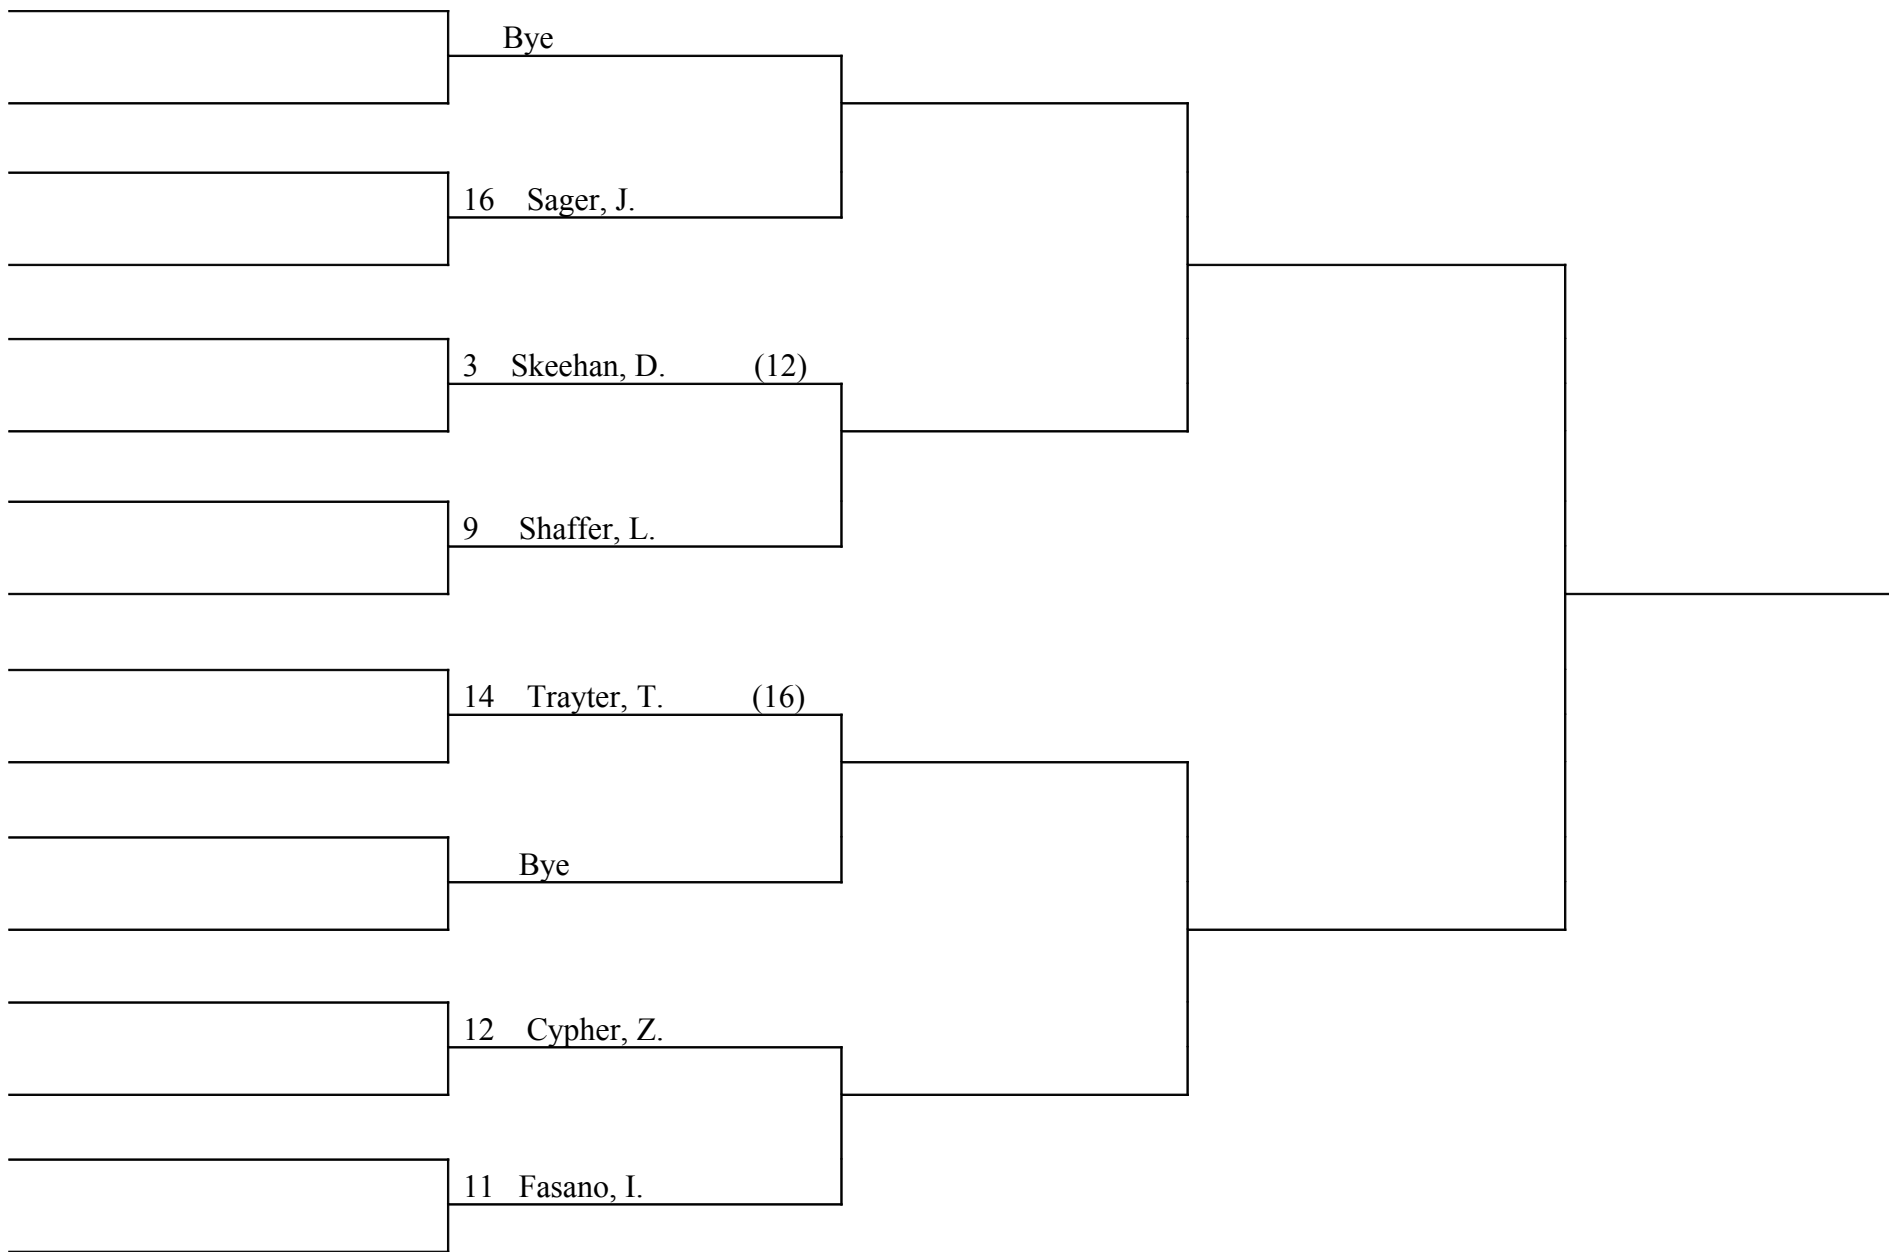 Bye
16 Sager, J.
3 Skeehan, D. (12)
9 Shaffer, L.
14 Trayter, T. (16)
Bye
12 Cypher, Z.
11 Fasano, I.